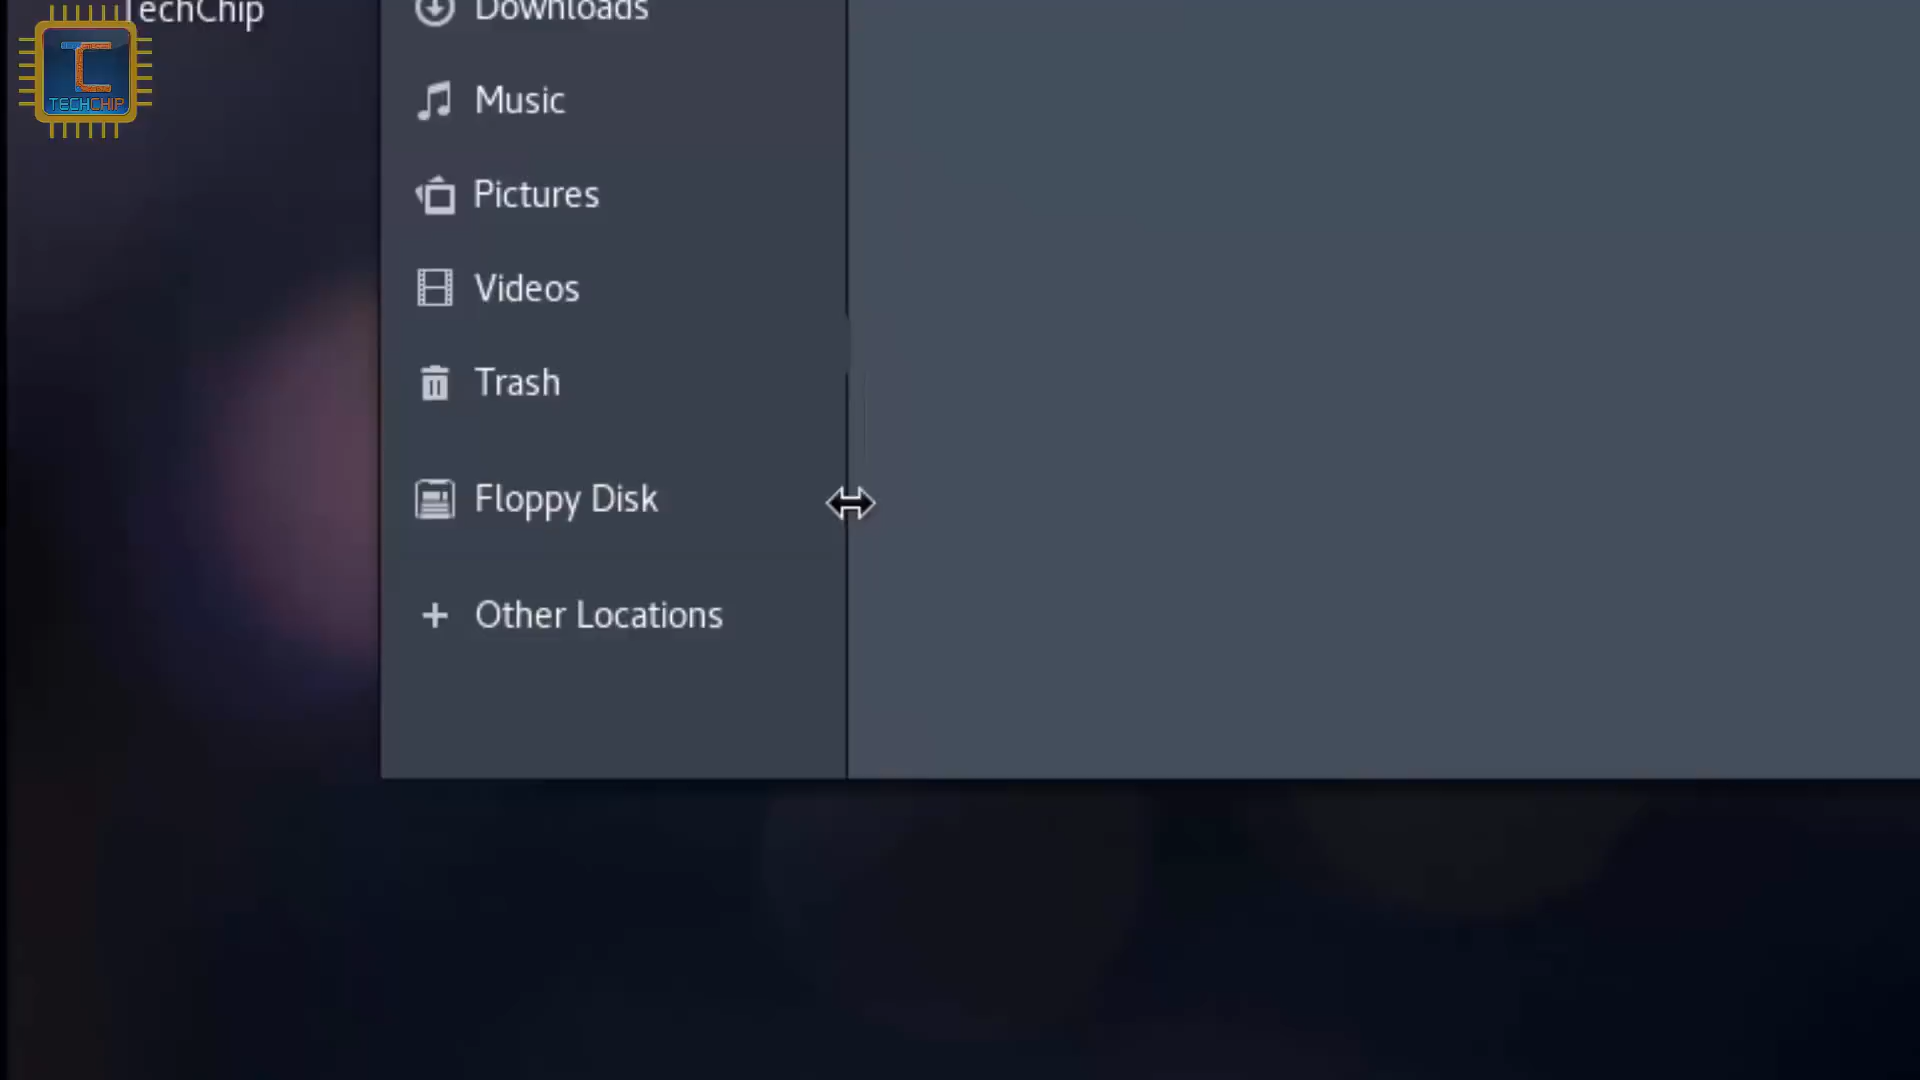 TechChip
TECHCHIP
Downloads
Music
Pictures
Videos
Trash
Floppy Disk
Other Locations